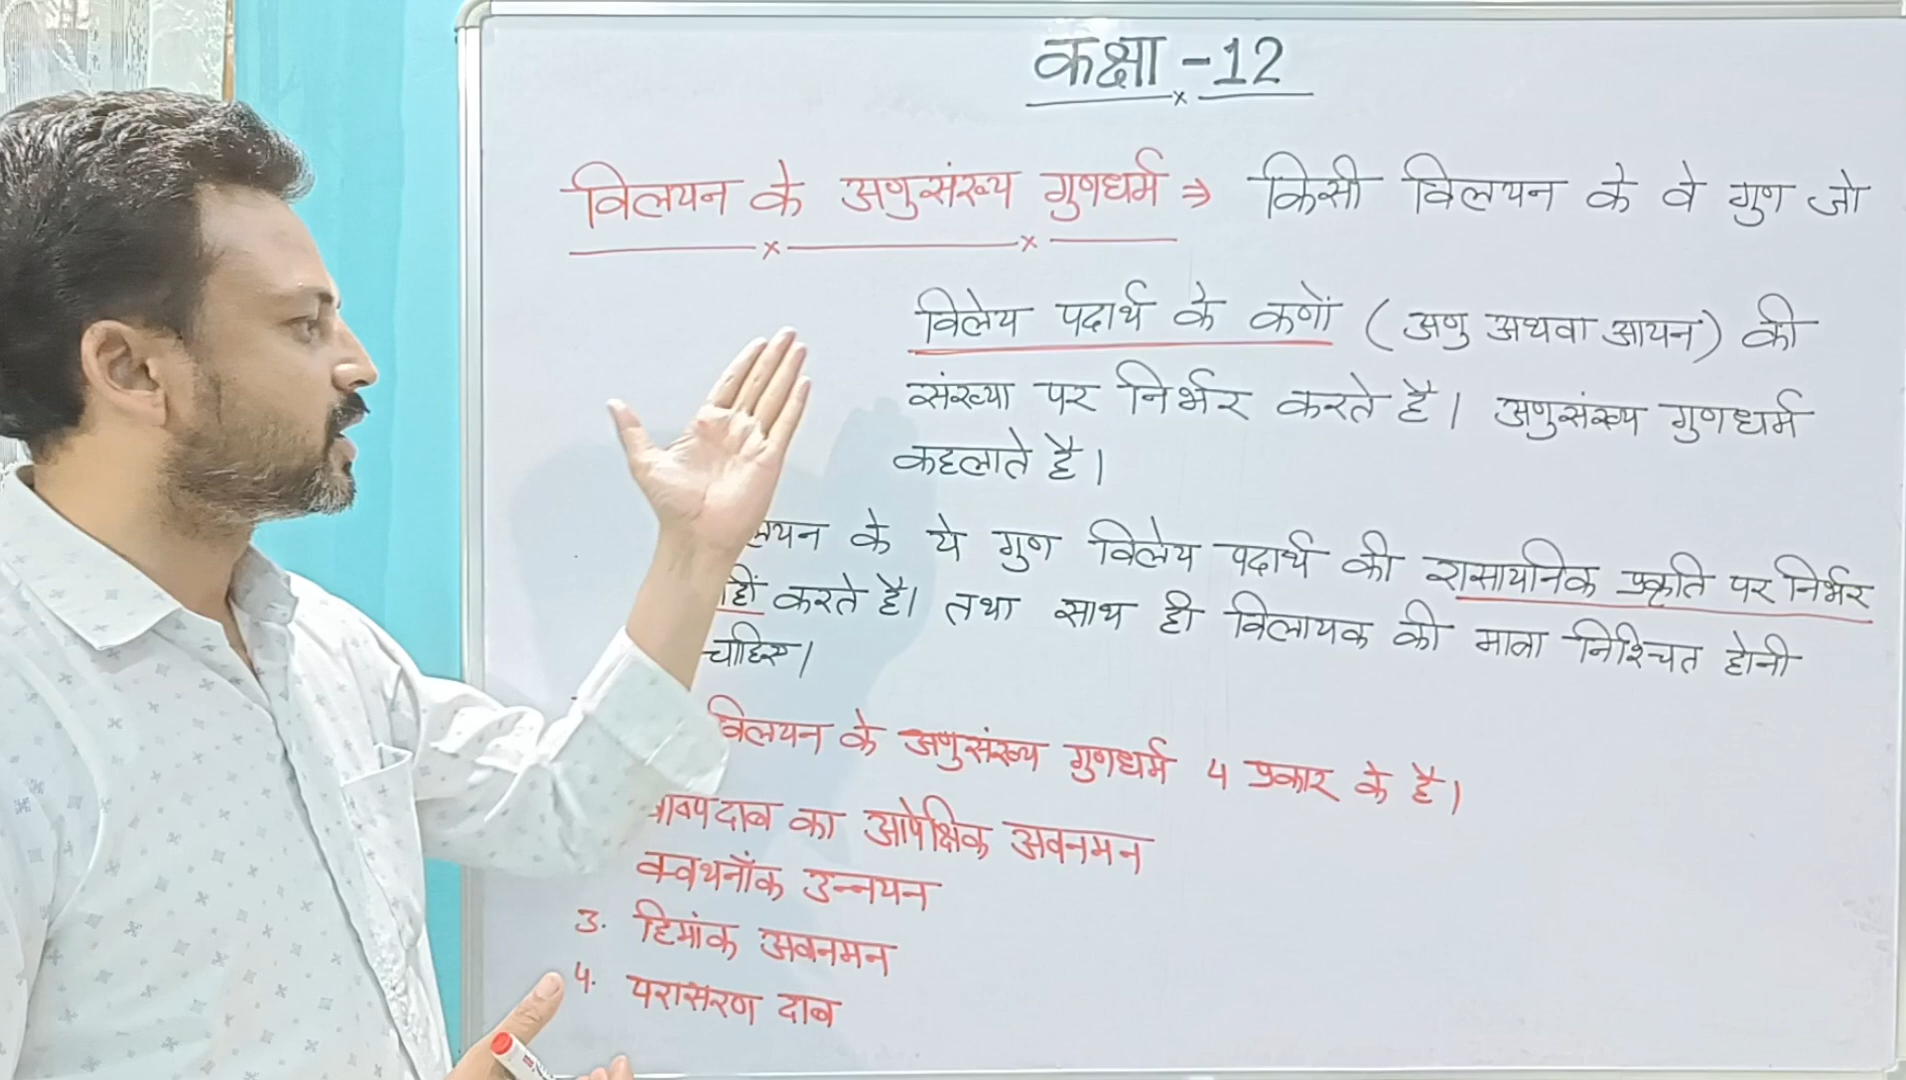 कक्षा - 12
विलयन के अणुसंख्य गुणधर्म ⇒ किसी विलयन के वे गुण जो
विलेय पदार्थ के कणों ( अणु अथवा आयन ) की
संख्या पर निर्भर करते है। अणुसंख्य गुणधर्म
कहलाते है।
लयन के ये गुण विलेय पदार्थ की रासायनिक प्रकृति पर निर्भर
हीं करते है। तथा साथ ही विलायक की मात्रा निश्चित होनी
चाहिए।
विलयन के अणुसंख्य गुणधर्म 4 प्रकार के है।
वाष्पदाब का आपेक्षिक अवनमन
क्वथनाँक उन्नयन
3. हिमांक अवनमन
4. परासरण दाब